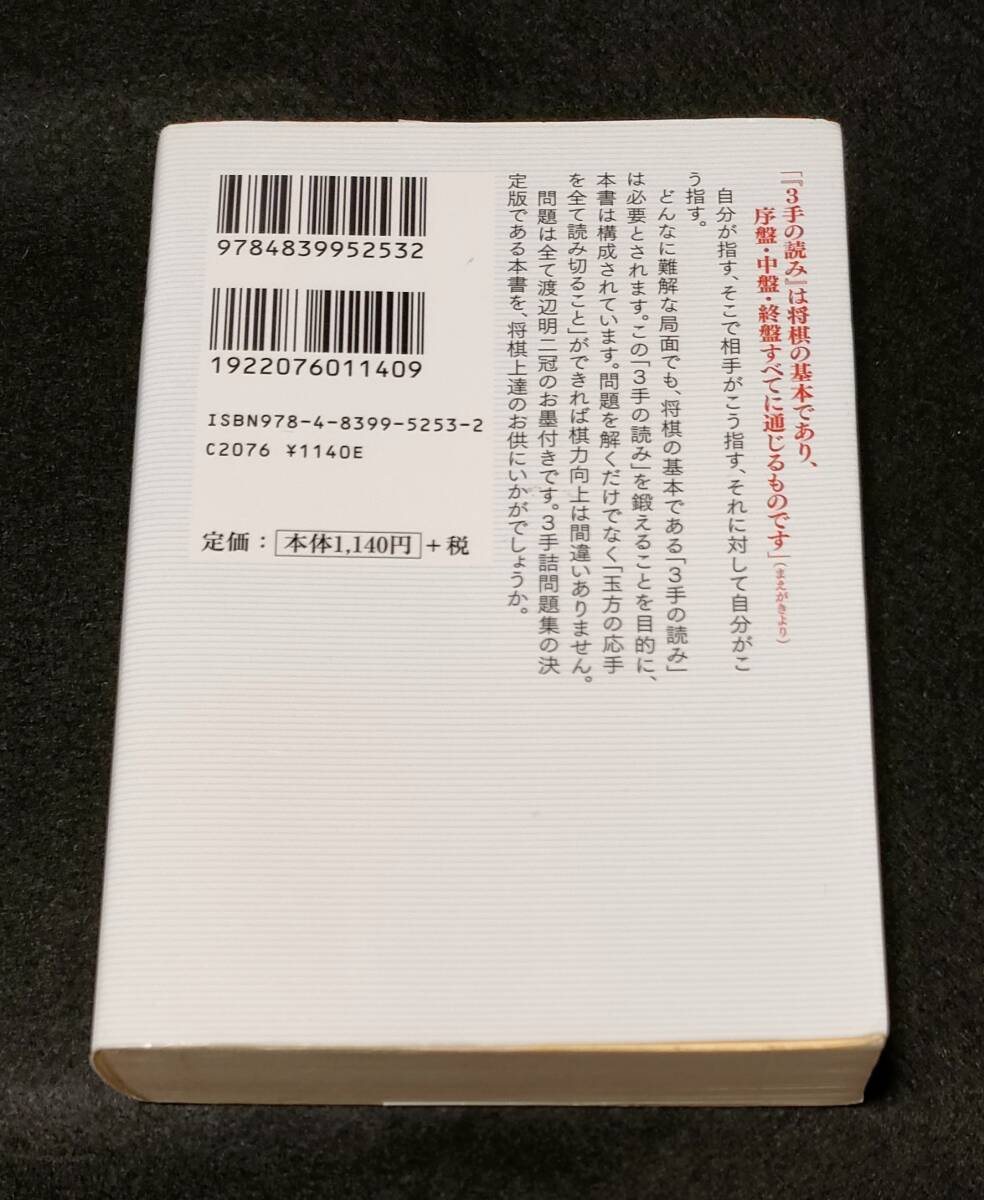 「『3手の読み』は将棋の基本であり、
序盤・中盤・終盤すべてに通じるものです」(まえがきより)
自分が指す、そこで相手がこう指す、それに対して自分がこ
う指す。
どんなに難解な局面でも、将棋の基本である「3手の読み」
は必要とされます。この「3手の読み」を鍛えることを目的に、
本書は構成されています。問題を解くだけでなく「玉方の応手
を全て読み切ること」ができれば棋力向上は間違いありません。
問題は全て渡辺明二冠のお墨付きです。3手詰問題集の決
定版である本書を、将棋上達のお供にいかがでしょうか。
9784839952532
1922076011409
ISBN978-4-8399-5253-2
C2076 ¥1140E
定価：本体1,140円+税